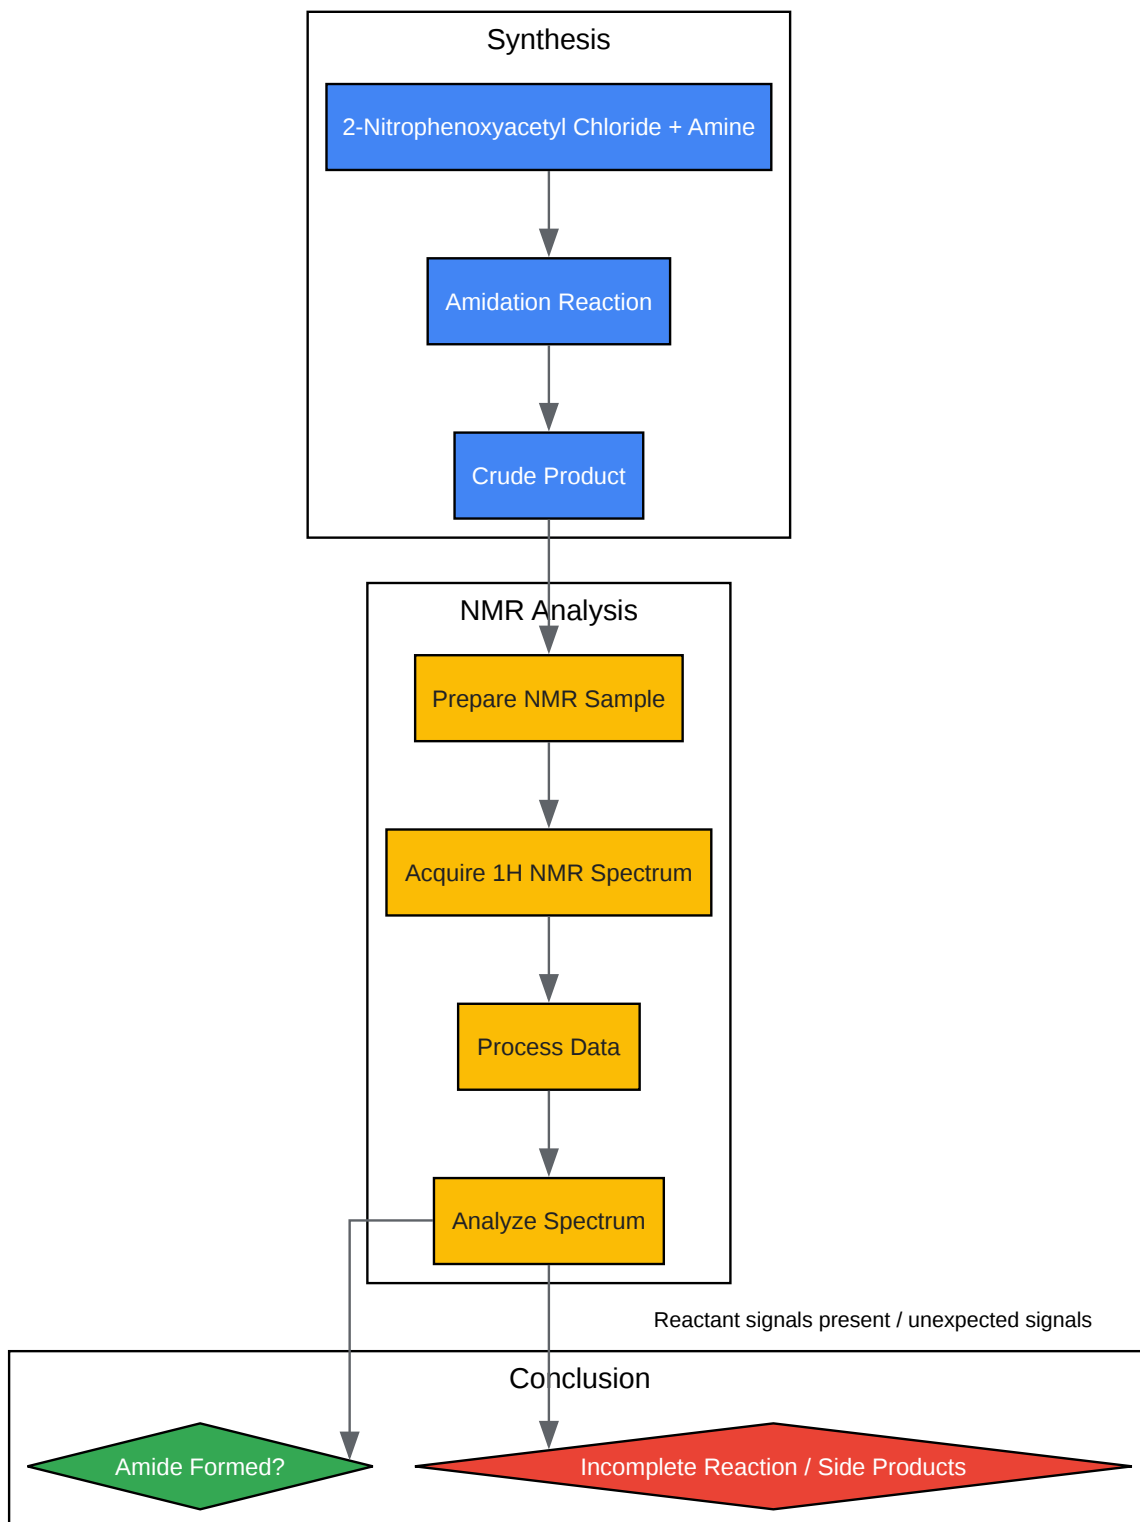 Synthesis
2-Nitrophenoxyacetyl Chloride + Amine
Amidation Reaction
Crude Product
NMR Analysis
Prepare NMR Sample
Acquire 1H NMR Spectrum
Process Data
Analyze Spectrum
Reactant signals present / unexpected signals
Conclusion
Amide Formed?
Incomplete Reaction / Side Products